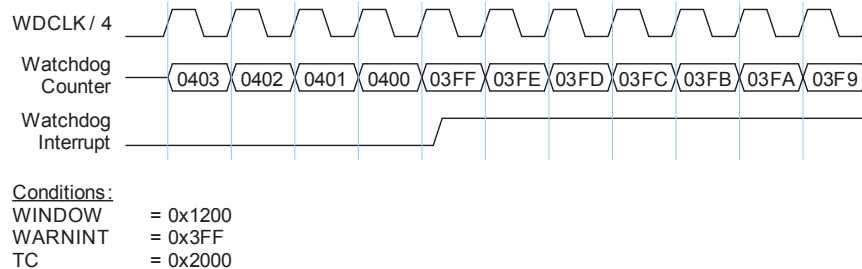 WDCLK / 4
Watchdog
Counter
0403 0402 0401 0400 03FF 03FE 03FD 03FC 03FB 03FA 03F9
Watchdog
Interrupt
Conditions:
WINDOW = 0x1200
WARNINT = 0x3FF
TC = 0x2000